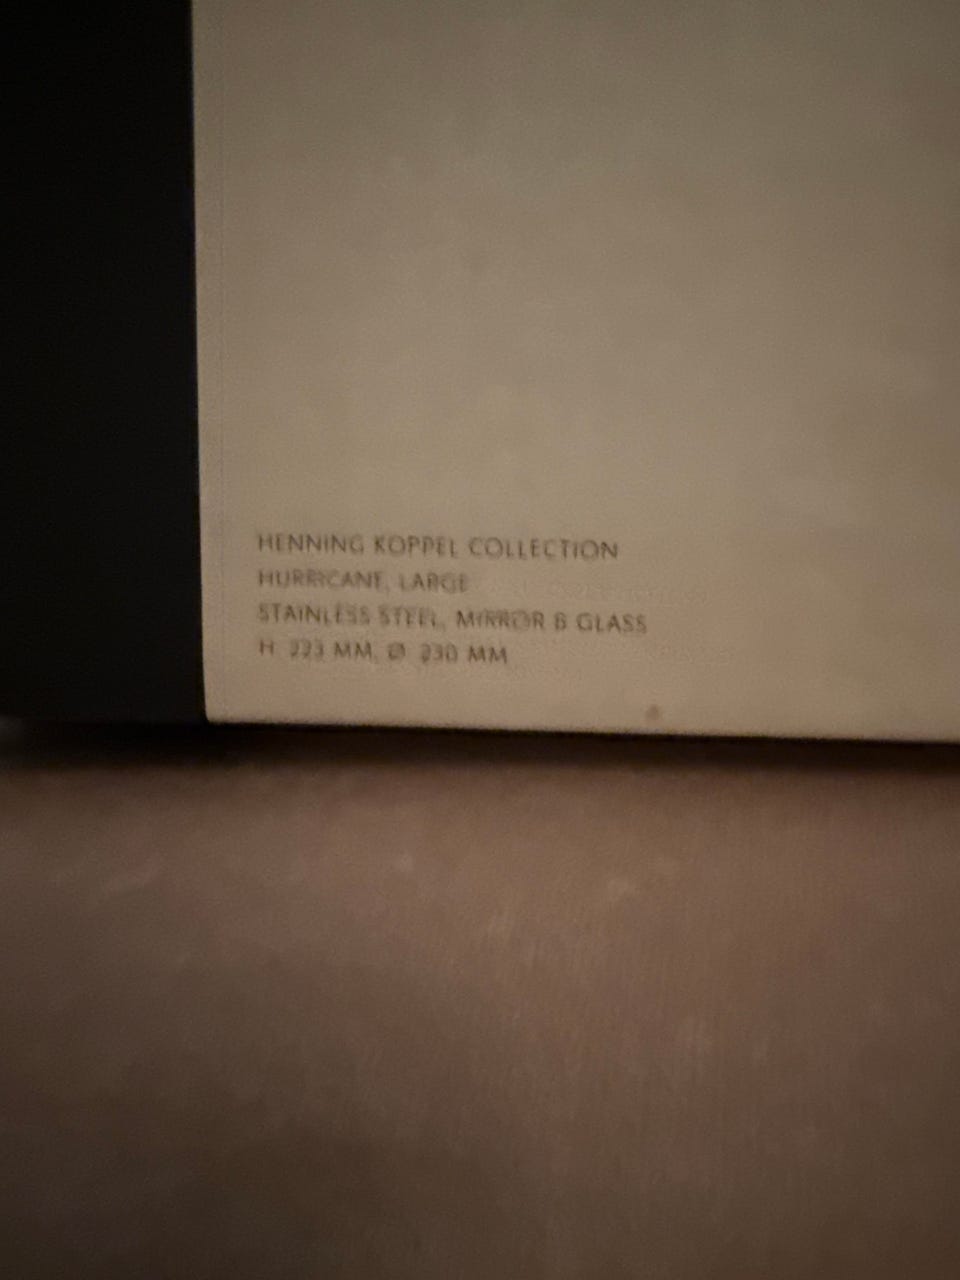 HENNING KOPPEL COLLECTION
HURRICANE, LARGE
STAINLESS STEEL, MIRROR & GLASS
H: 223 MM, Ø: 230 MM